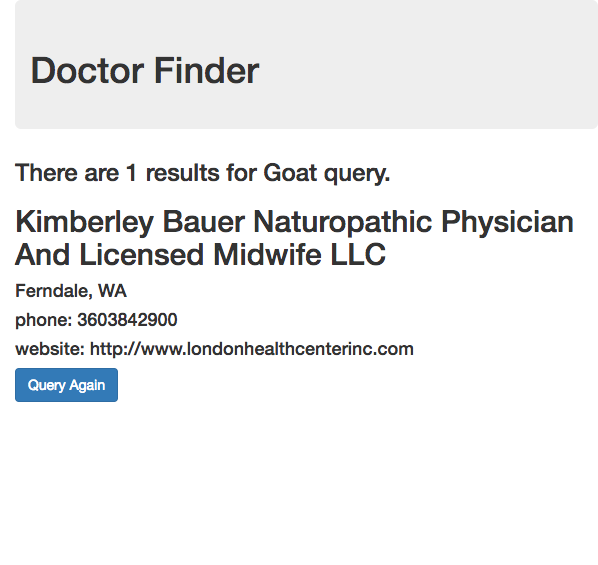 Doctor Finder
There are 1 results for Goat query.
Kimberley Bauer Naturopathic Physician
And Licensed Midwife LLC
Ferndale, WA
phone: 3603842900
website: http://www.londonhealthcenterinc.com
Query Again